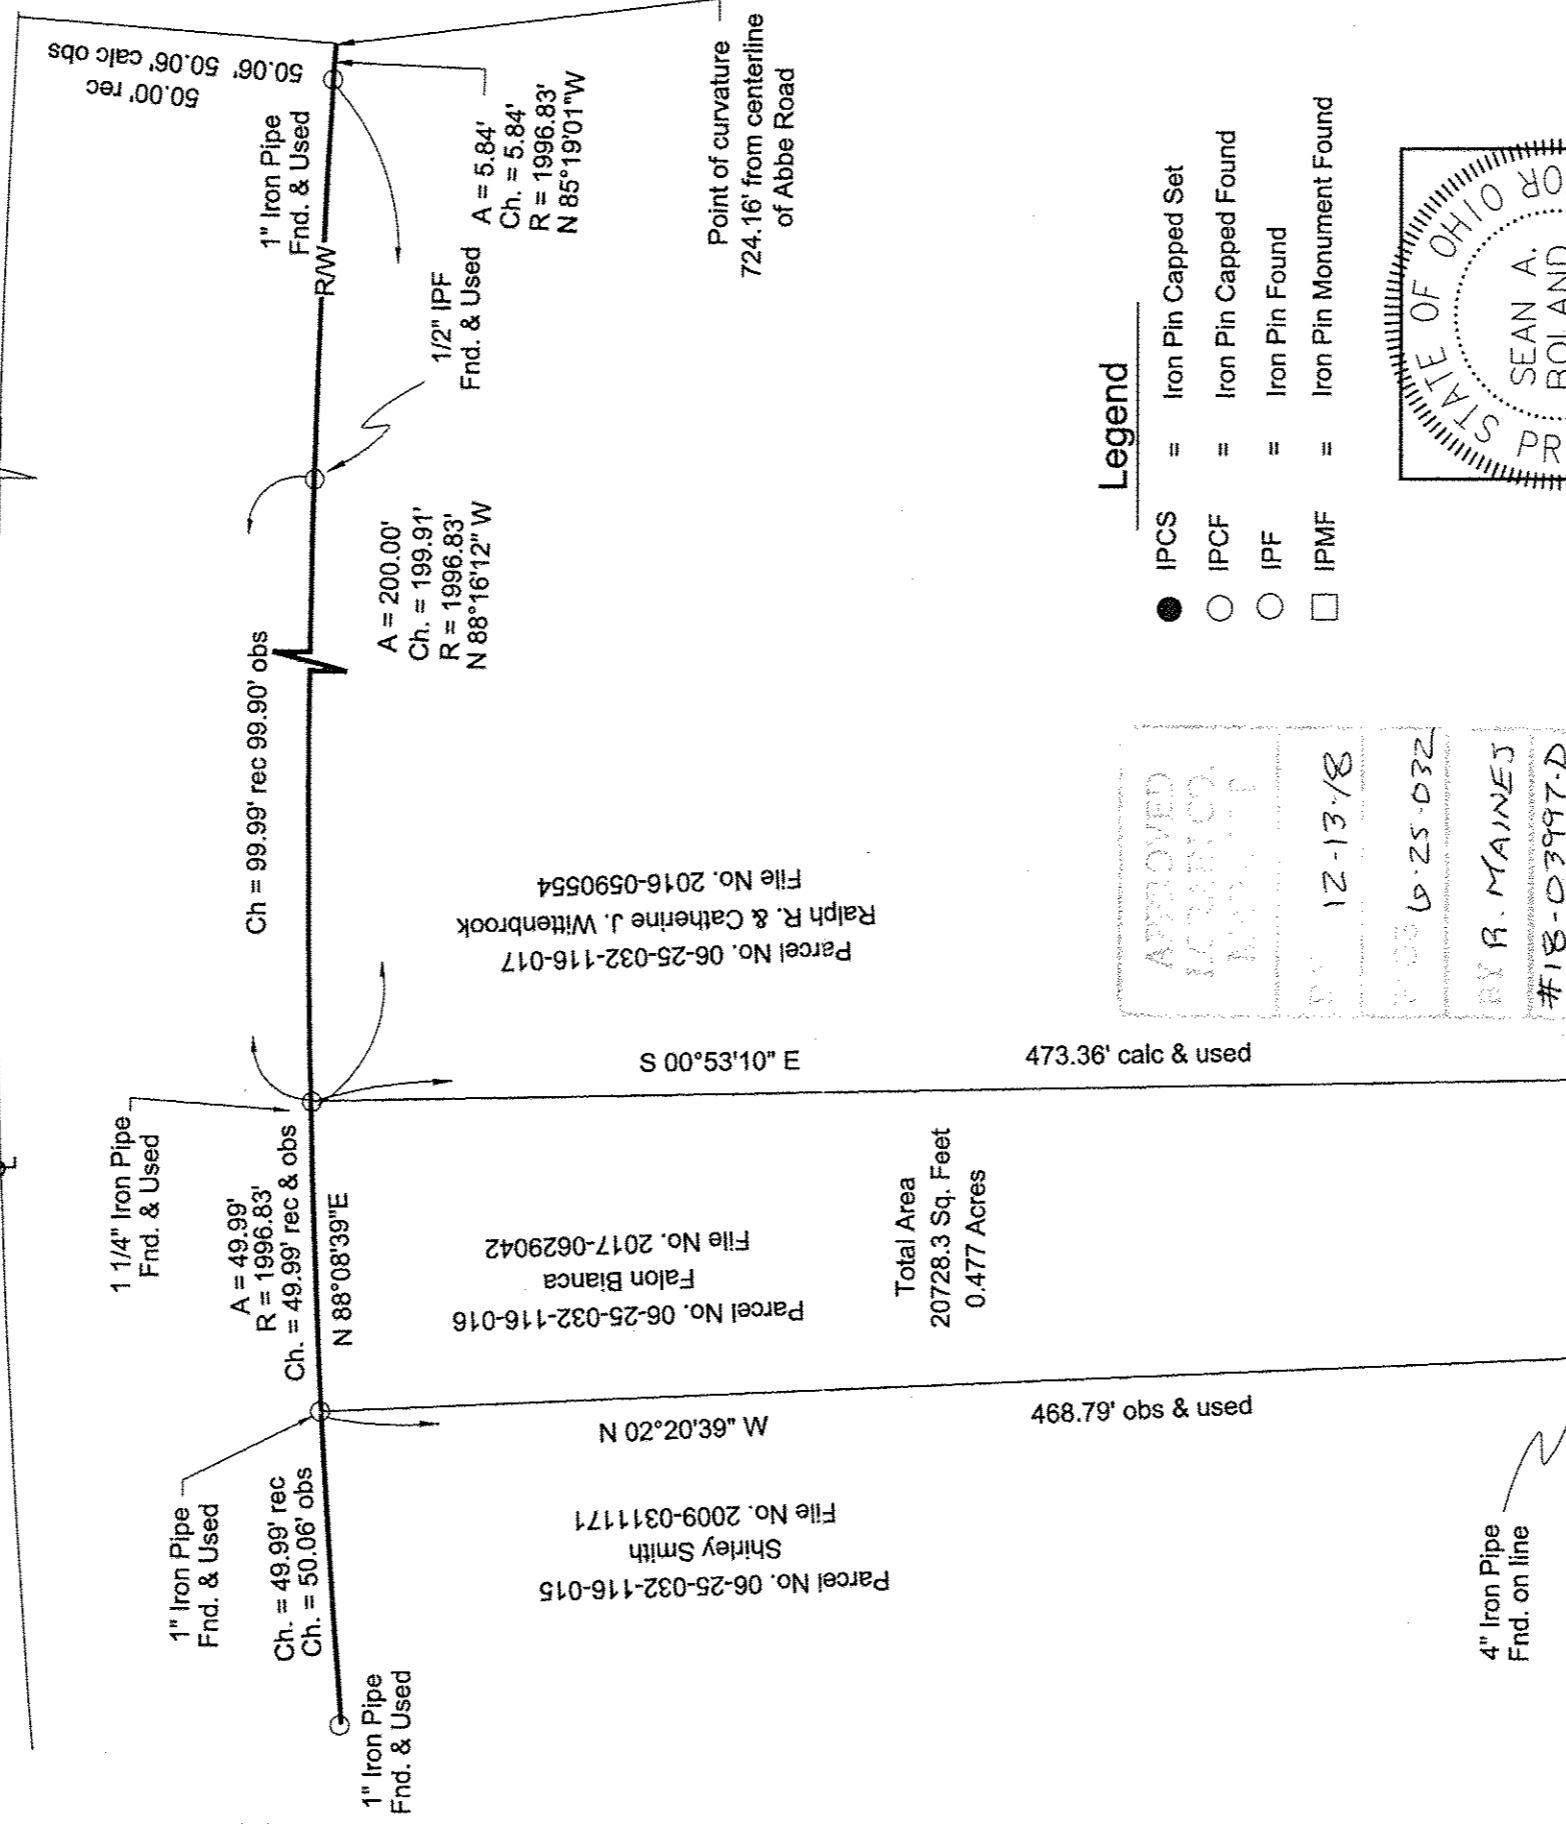 50.00' rec
50.06' 50.06' calc obs
1" Iron Pipe
Fnd. & Used
R/W
A = 5.84'
Ch. = 5.84'
R = 1996.83'
N 85°19'01"W
Point of curvature
724.16' from centerline
of Abbe Road
1/2" IPF
Fnd. & Used
A = 200.00'
Ch. = 199.91'
R = 1996.83'
N 88°16'12" W
Ch = 99.99' rec 99.90' obs
Parcel No. 06-25-032-116-017
Ralph R. & Catherine J. Wittenbrook
File No. 2016-0590554
S 00°53'10" E
473.36' calc & used
1 1/4" Iron Pipe
Fnd. & Used
A = 49.99'
R = 1996.83'
Ch. = 49.99' rec & obs
N 88°08'39"E
Parcel No. 06-25-032-116-016
Falon Bianca
File No. 2017-0629042
Total Area
20728.3 Sq. Feet
0.477 Acres
1" Iron Pipe
Fnd. & Used
Ch. = 49.99' rec
Ch. = 50.06' obs
N 02°20'39" W
468.79' obs & used
Parcel No. 06-25-032-116-015
Shirley Smith
File No. 2009-0311171
1" Iron Pipe
Fnd. & Used
4" Iron Pipe
Fnd. on line
Legend
IPCS = Iron Pin Capped Set
IPCF = Iron Pin Capped Found
IPF = Iron Pin Found
IPMF = Iron Pin Monument Found
STATE OF OHIO
SEAN A.
BOLAND
PR
OR
APPROVED
12-13-18
6-25-032
BY R. MAINES
#18-03997-D